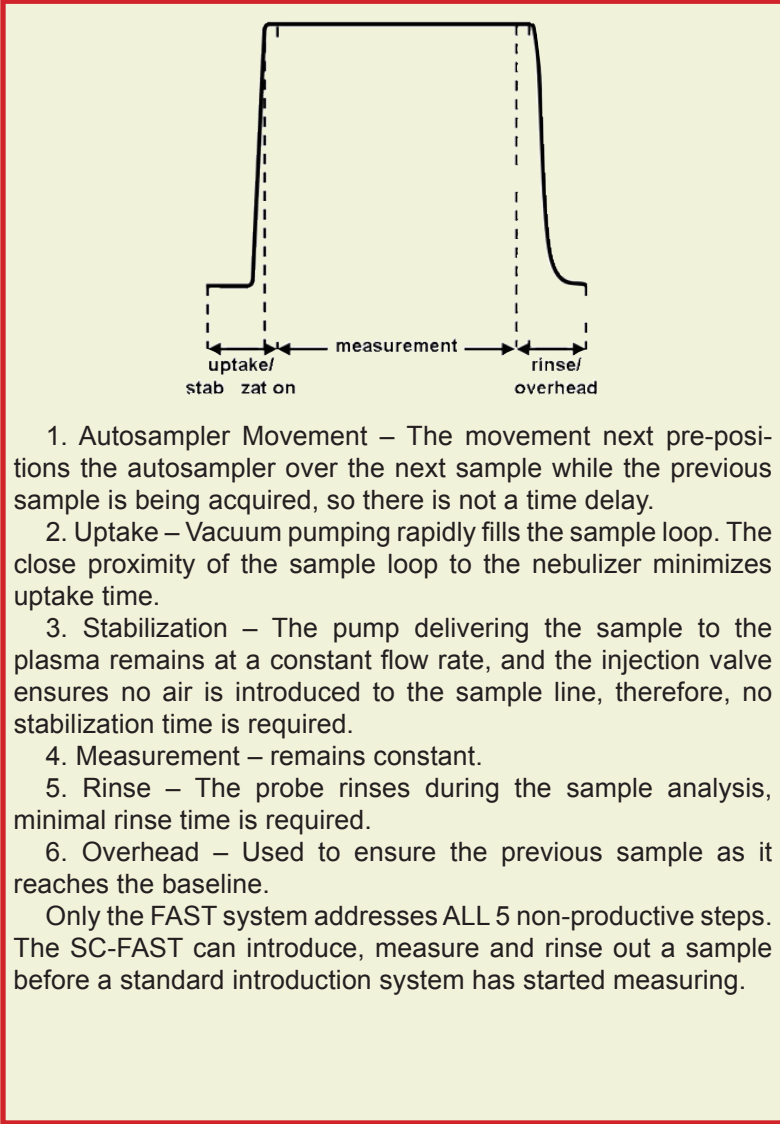 measurement
uptake/
stab zat on
rinse/
overhead
1. Autosampler Movement – The movement next pre-posi-
tions the autosampler over the next sample while the previous
sample is being acquired, so there is not a time delay.
2. Uptake – Vacuum pumping rapidly fills the sample loop. The
close proximity of the sample loop to the nebulizer minimizes
uptake time.
3. Stabilization – The pump delivering the sample to the
plasma remains at a constant flow rate, and the injection valve
ensures no air is introduced to the sample line, therefore, no
stabilization time is required.
4. Measurement – remains constant.
5. Rinse – The probe rinses during the sample analysis,
minimal rinse time is required.
6. Overhead – Used to ensure the previous sample as it
reaches the baseline.
Only the FAST system addresses ALL 5 non-productive steps.
The SC-FAST can introduce, measure and rinse out a sample
before a standard introduction system has started measuring.